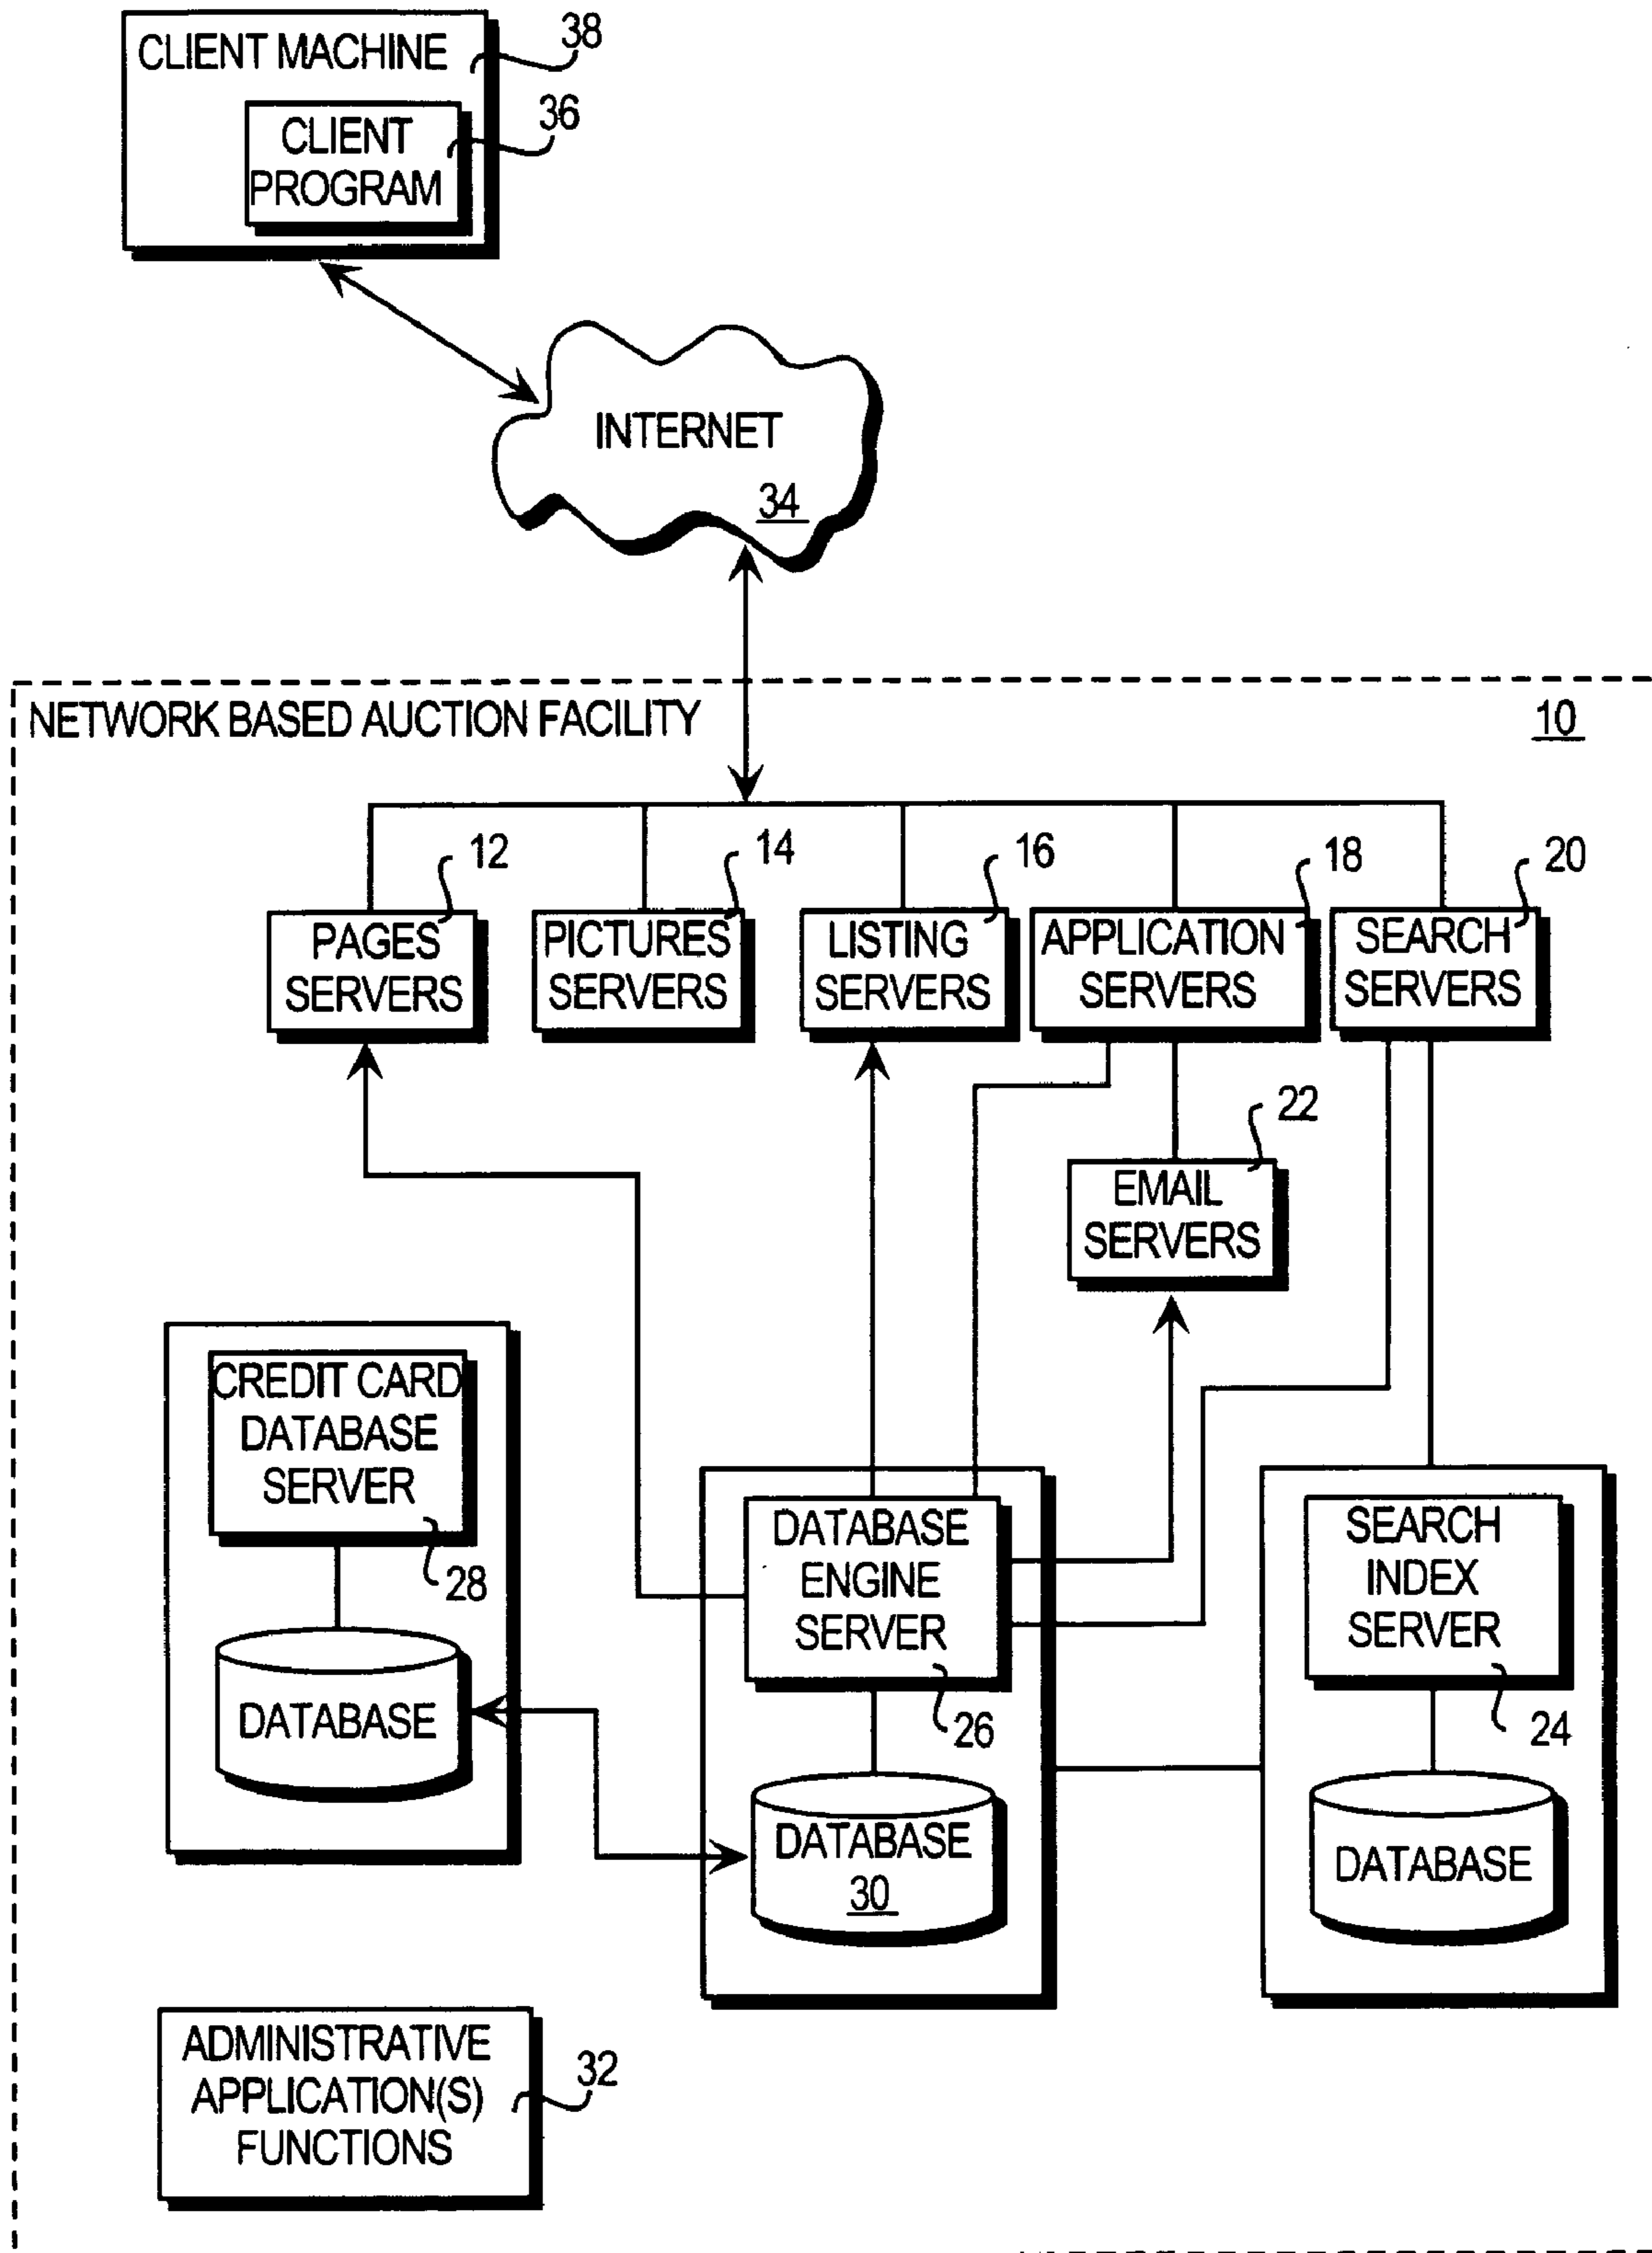 CLIENT MACHINE
38
CLIENT
PROGRAM
36
INTERNET
34
NETWORK BASED AUCTION FACILITY
10
12
14
16
18
20
PAGES
SERVERS
PICTURES
SERVERS
LISTING
SERVERS
APPLICATION
SERVERS
SEARCH
SERVERS
22
EMAIL
SERVERS
CREDIT CARD
DATABASE
SERVER
28
DATABASE
DATABASE
ENGINE
SERVER
26
DATABASE
30
SEARCH
INDEX
SERVER
24
DATABASE
ADMINISTRATIVE
APPLICATION(S)
FUNCTIONS
32